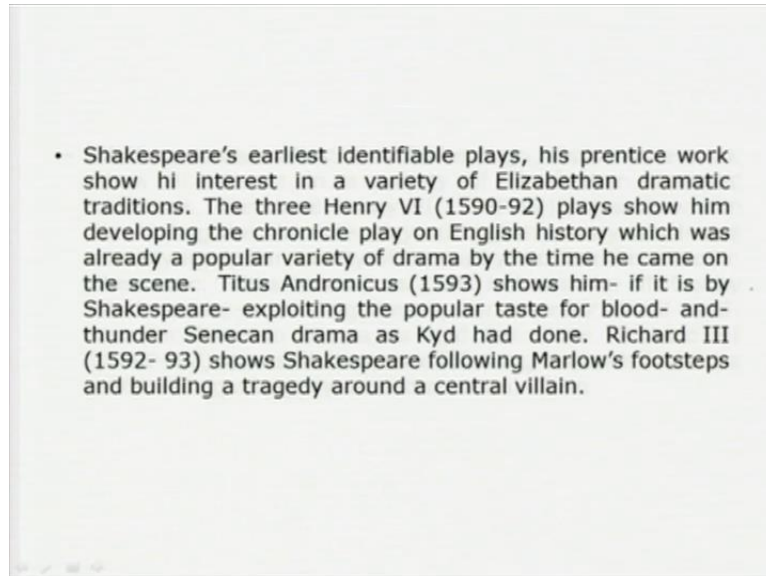 • Shakespeare's earliest identifiable plays, his prentice work
show hi interest in a variety of Elizabethan dramatic
traditions. The three Henry VI (1590-92) plays show him
developing the chronicle play on English history which was
already a popular variety of drama by the time he came on
the scene. Titus Andronicus (1593) shows him- if it is by
Shakespeare- exploiting the popular taste for blood- and-
thunder Senecan drama as Kyd had done. Richard III
(1592- 93) shows Shakespeare following Marlow's footsteps
and building a tragedy around a central villain.